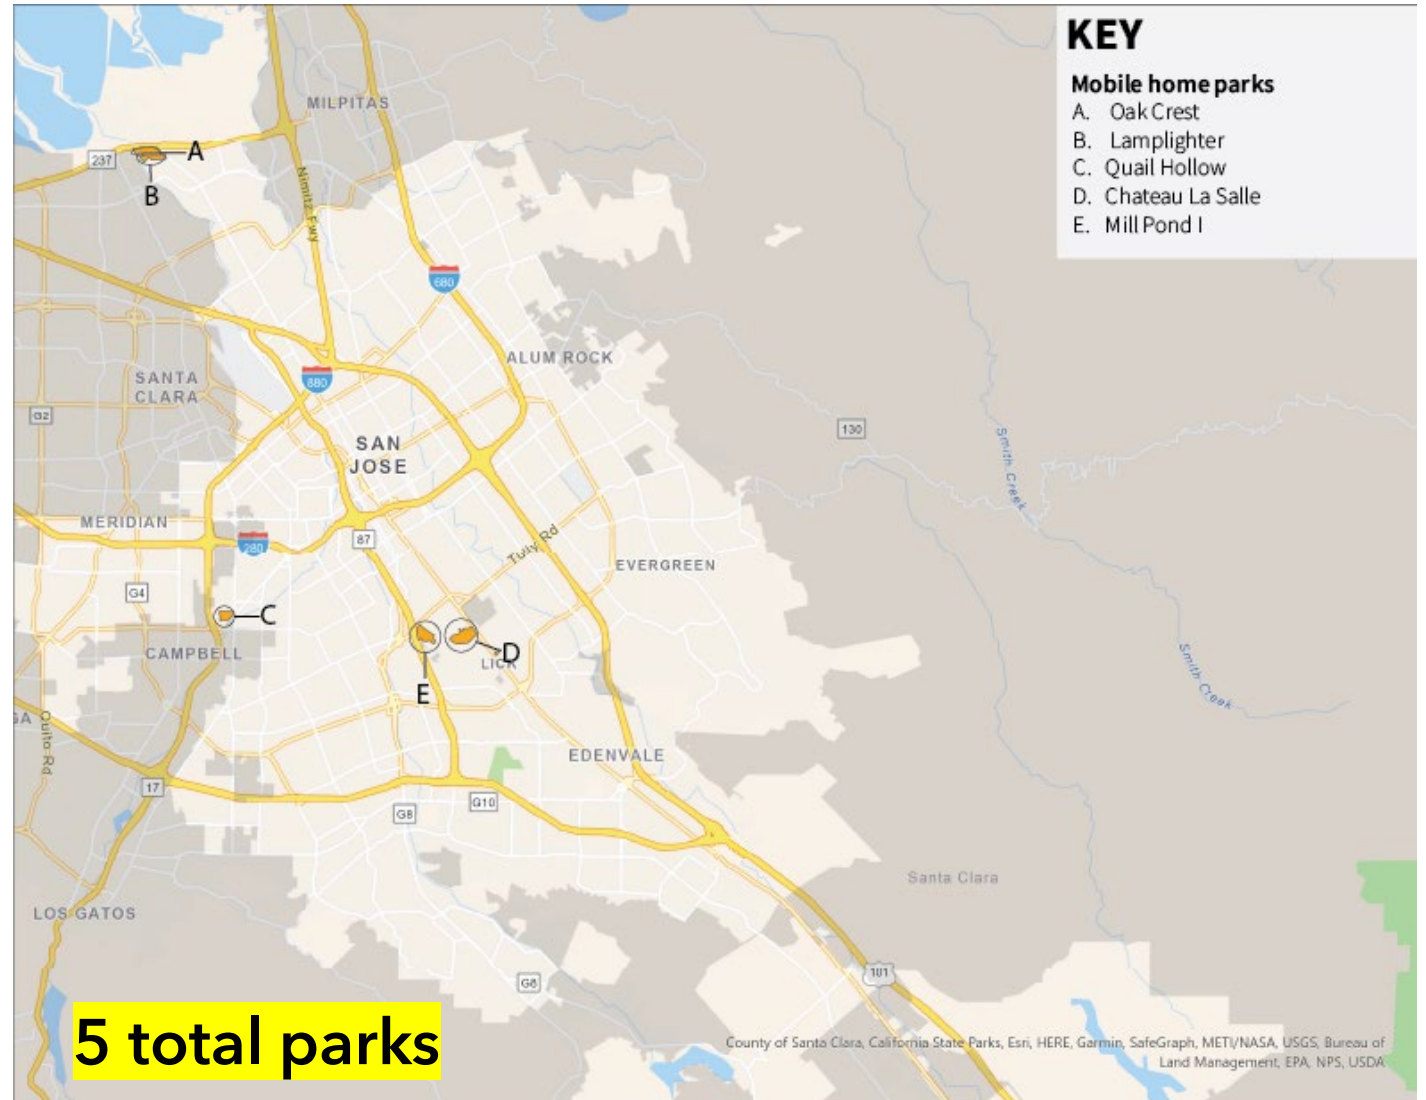 KEY
Mobile home parks
A. Oak Crest
B. Lamplighter
C. Quail Hollow
D. Chateau La Salle
E. Mill Pond I
MILPITAS
237
A
B
Nimitz Fwy
680
ALUM ROCK
SANTA
CLARA
880
G2
130
SAN
JOSE
Smith Creek
MERIDIAN
280
87
Tully Rd
EVERGREEN
G4
C
CAMPBELL
D
LICK
E
Smith Creek
GA
Quito Rd
EDENVALE
17
G8
G10
Santa Clara
LOS GATOS
G8
101
5 total parks
County of Santa Clara, California State Parks, Esri, HERE, Garmin, SafeGraph, METI/NASA, USGS, Bureau of
Land Management, EPA, NPS, USDA